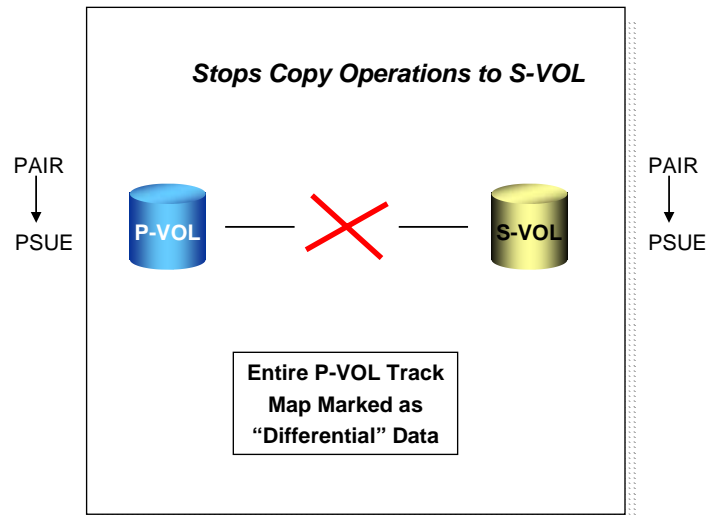 Stops Copy Operations to S-VOL
PAIR
PSUE
P-VOL
S-VOL
PAIR
PSUE
Entire P-VOL Track
Map Marked as
“Differential” Data